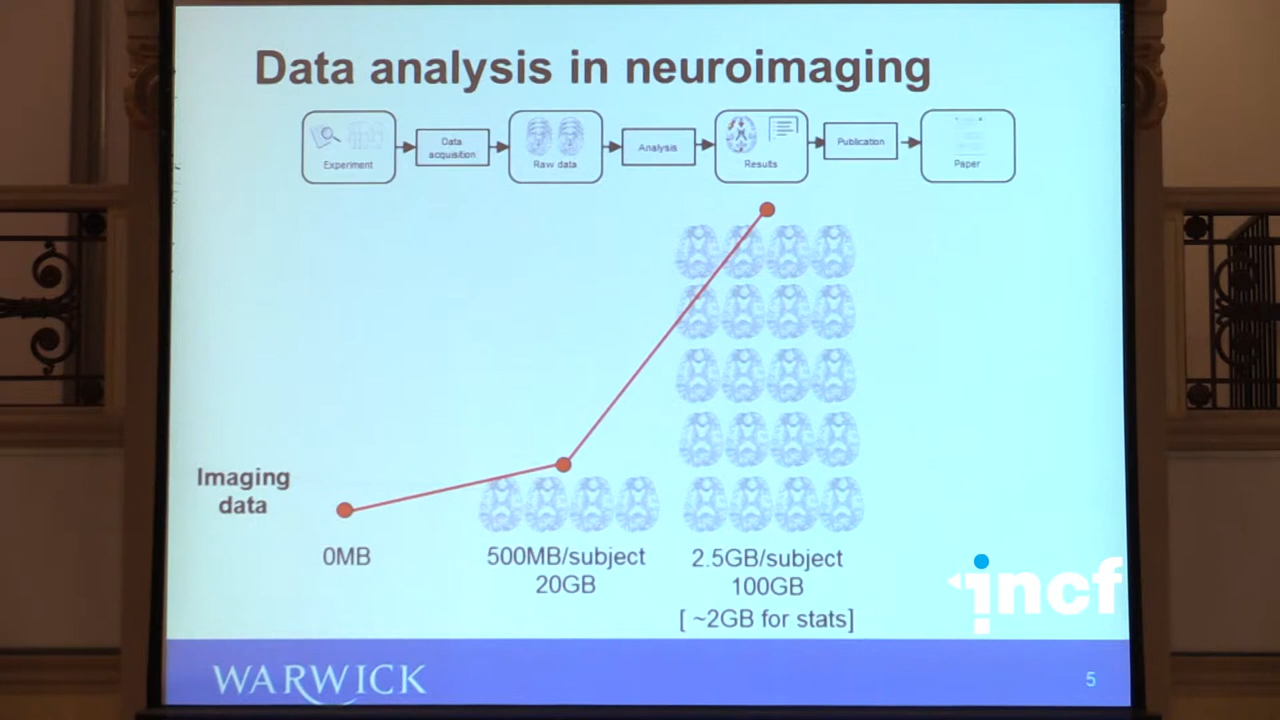 Data analysis in neuroimaging
Experiment
Data
acquisition
Raw data
Analysis
Results
Publication
Paper
Imaging
data
0MB
500MB/subject
20GB
2.5GB/subject
100GB
[ ~2GB for stats]
incf
WARWICK
5